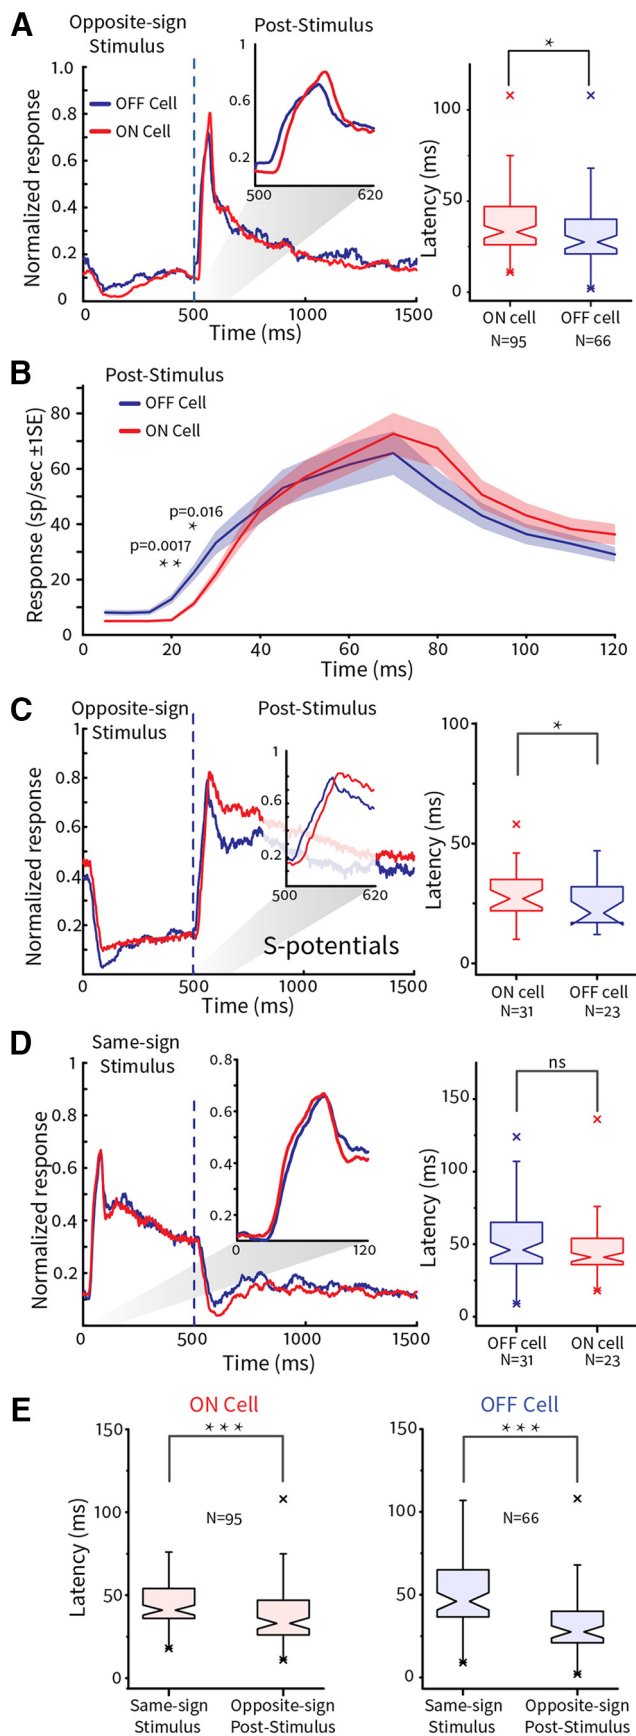 A
Opposite-sign
Stimulus
Post-Stimulus
Normalized response
1.0
0.8
0.6
0.4
0.2
0
OFF Cell
ON Cell
1
0.6
0.2
500
620
0
500
1000
1500
Time (ms)
*
Latency (ms)
100
50
0
ON cell
N=95
OFF cell
N=66
B
Post-Stimulus
OFF Cell
ON Cell
Response (sp/sec ±1SE)
80
60
40
20
0
p=0.016
*
p=0.0017
* *
0
20
40
60
80
100
120
Time (ms)
C
Opposite-sign
Stimulus
Post-Stimulus
Normalized response
1
0.8
0.6
0.4
0.2
1
0.6
0.2
500
620
S-potentials
0
500
1000
1500
Time (ms)
*
Latency (ms)
100
50
0
ON cell
N=31
OFF cell
N=23
D
Same-sign
Stimulus
Normalized response
1
0.8
0.6
0.4
0.2
0.8
0.6
0.4
0.2
0
120
0
500
1000
1500
Time (ms)
ns
Latency (ms)
150
100
50
0
OFF cell
N=31
ON cell
N=23
E
ON Cell
* * *
Latency (ms)
150
100
50
0
N=95
Same-sign
Stimulus
Opposite-sign
Post-Stimulus
OFF Cell
* * *
150
100
50
0
N=66
Same-sign
Stimulus
Opposite-sign
Post-Stimulus